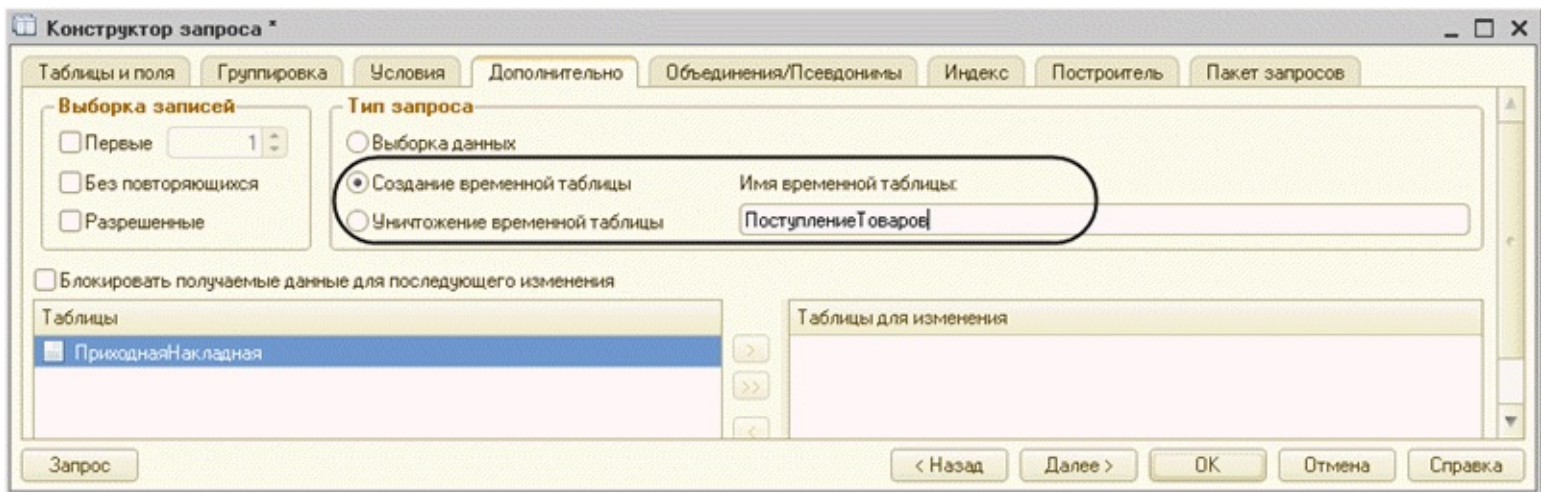 Конструктор запроса *
Таблицы и поля Группировка Условия Дополнительно Объединения/Псевдонимы Индекс Построитель Пакет запросов
Выборка записей Тип запроса
Первые 1 Выборка данных
Без повторяющихся Создание временной таблицы Имя временной таблицы:
Разрешенные Уничтожение временной таблицы ПоступлениеТоваров
Блокировать получаемые данные для последующего изменения
Таблицы Таблицы для изменения
ПриходнаяНакладная >
>>
<
Запрос < Назад Далее > OK Отмена Справка